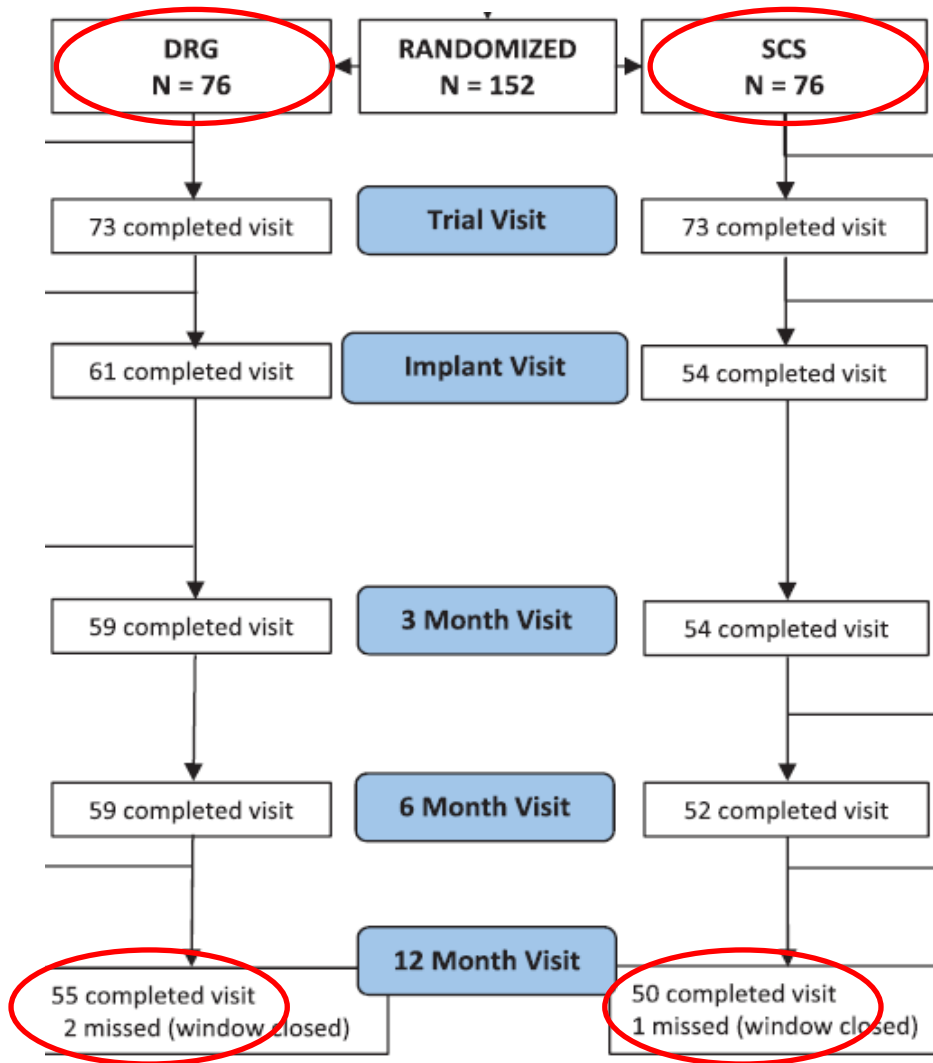 DRG
N = 76
RANDOMIZED
N = 152
SCS
N = 76
73 completed visit
Trial Visit
73 completed visit
61 completed visit
Implant Visit
54 completed visit
59 completed visit
3 Month Visit
54 completed visit
59 completed visit
6 Month Visit
52 completed visit
12 Month Visit
55 completed visit
2 missed (window closed)
50 completed visit
1 missed (window closed)